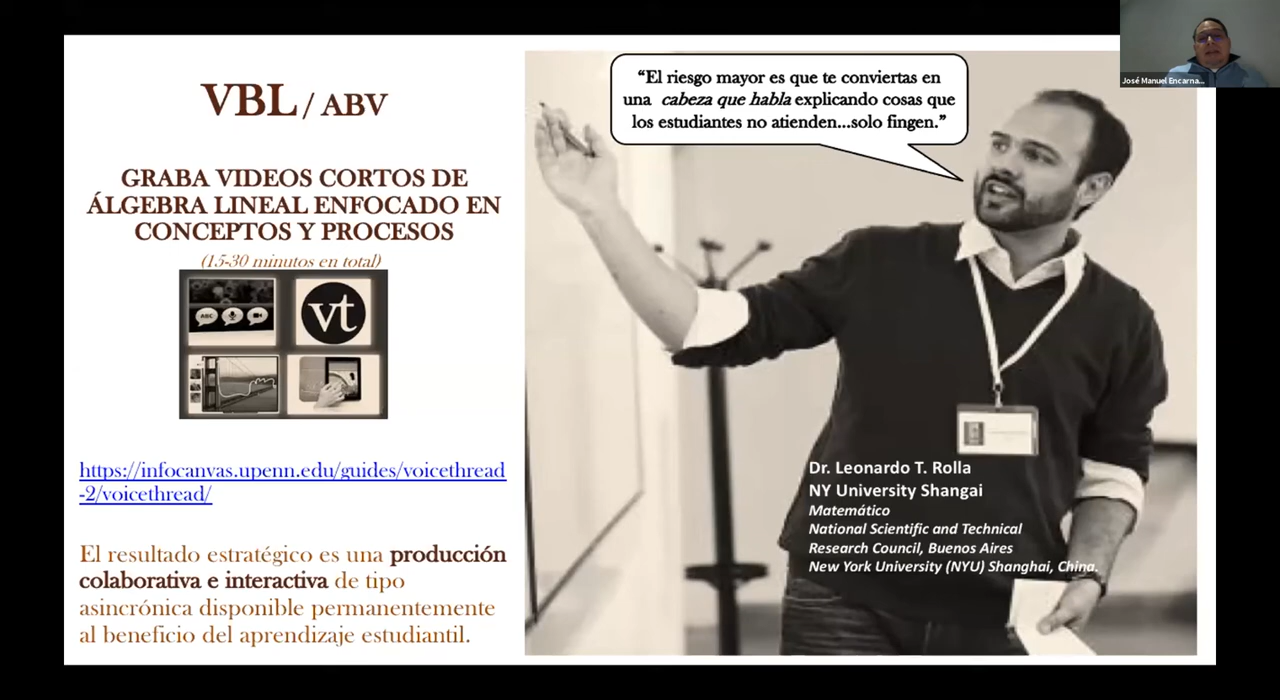 VBL / ABV
GRABA VIDEOS CORTOS DE
ÁLGEBRA LINEAL ENFOCADO EN
CONCEPTOS Y PROCESOS
(15-30 minutos en total)
ABC
vt
https://infocanvas.upenn.edu/guides/voicethread
-2/voicethread/
El resultado estratégico es una producción
colaborativa e interactiva de tipo
asincrónica disponible permanentemente
al beneficio del aprendizaje estudiantil.
“El riesgo mayor es que te conviertas en
una cabeza que habla explicando cosas que
los estudiantes no atienden...solo fingen.”
Dr. Leonardo T. Rolla
NY University Shangai
Matemático
National Scientific and Technical
Research Council, Buenos Aires
New York University (NYU) Shanghai, China.
José Manuel Encarna...